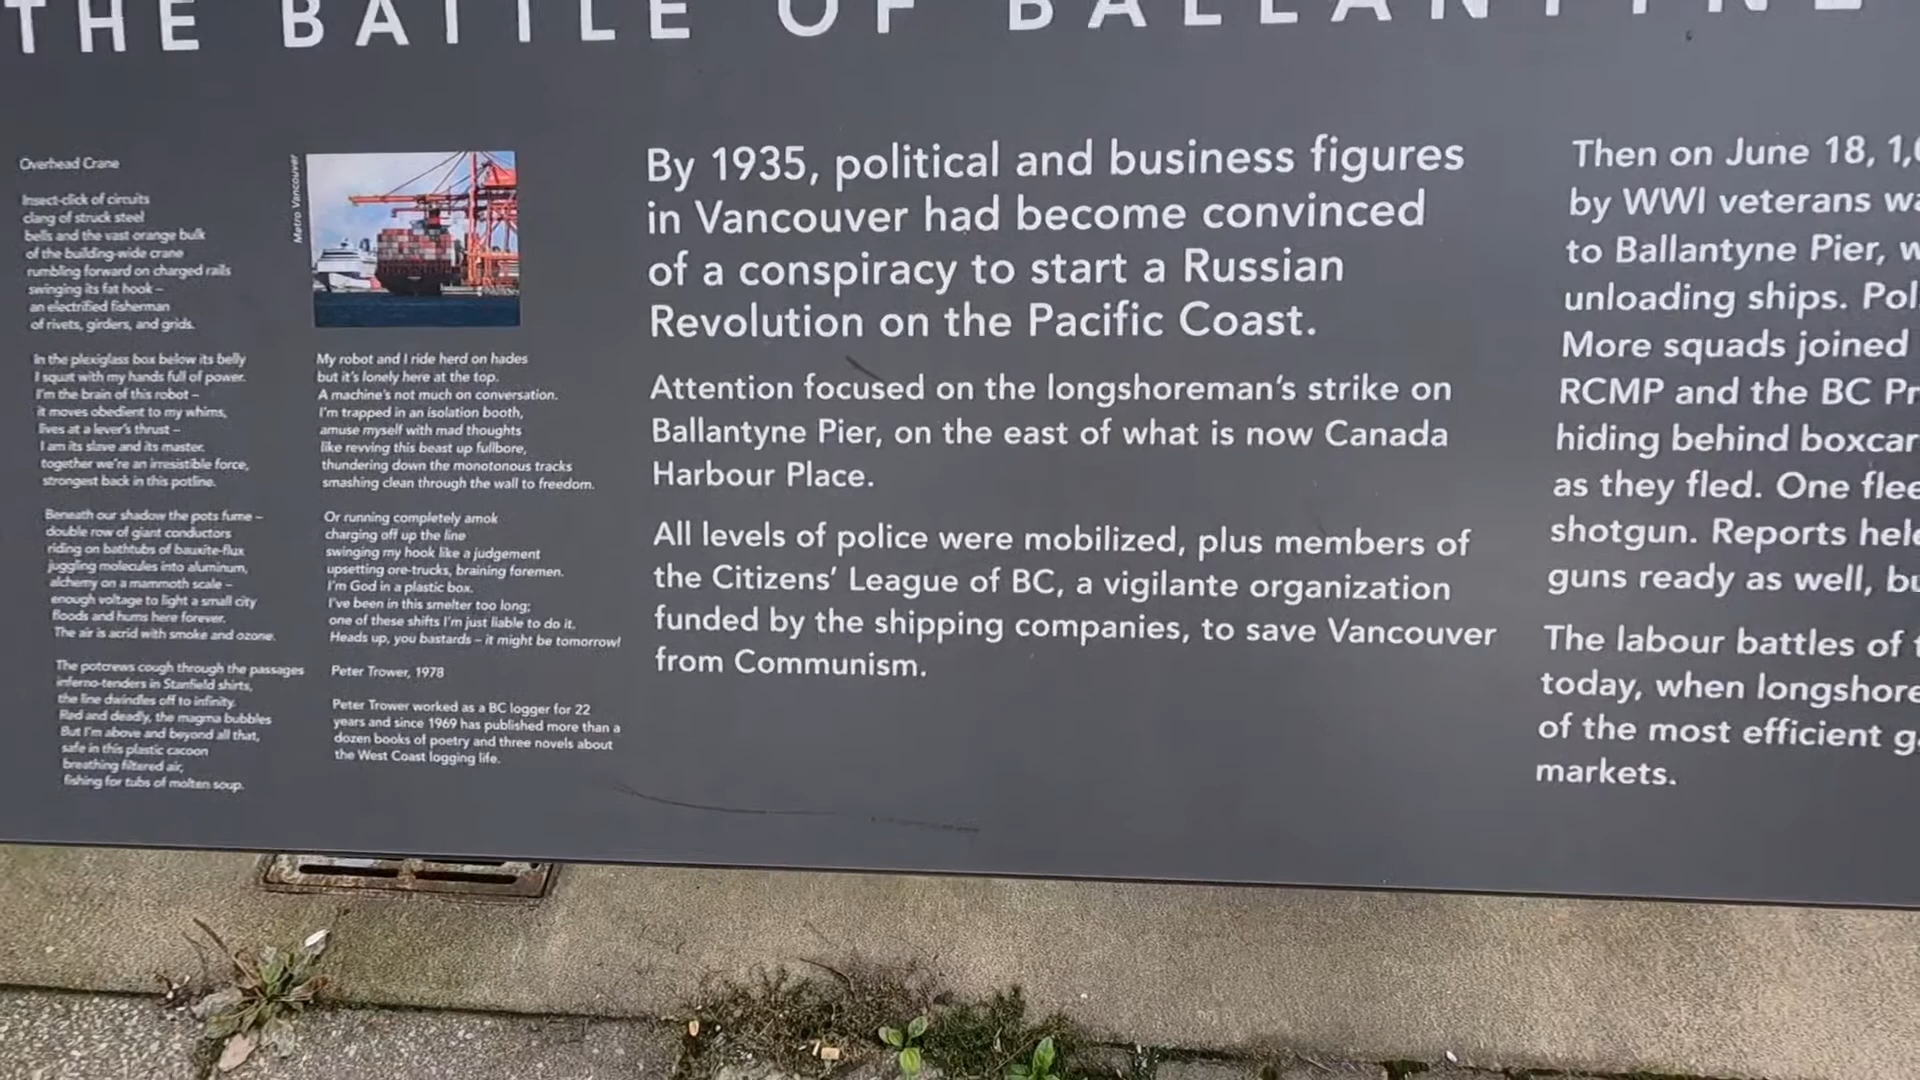 THE BATTLE OF BALLANTYNE
Overhead Crane
Insect-click of circuits
clang of struck steel
bells and the vast orange bulk
of the building-wide crane
rumbling forward on charged rails
swinging its fat hook –
an electrified fisherman
of rivets, girders, and grids.
In the plexiglass box below its belly
I squat with my hands full of power.
I'm the brain of this robot –
it moves obedient to my whims,
lives at a lever's thrust –
I am its slave and its master.
together we're an irresistible force,
strongest back in this potline.
Beneath our shadow the pots fume –
double row of giant conductors
riding on bathtubs of bauxite-flux
juggling molecules into aluminum,
alchemy on a mammoth scale –
enough voltage to light a small city
floods and hums here forever.
The air is acrid with smoke and ozone.
The potcrews cough through the passages
inferno-tenders in Stanfield shirts,
the line dwindles off to infinity.
Red and deadly, the magma bubbles
But I'm above and beyond all that,
safe in this plastic cacoon
breathing filtered air,
fishing for tubs of molten soup.
Metro Vancouver
My robot and I ride herd on hades
but it's lonely here at the top.
A machine's not much on conversation.
I'm trapped in an isolation booth,
amuse myself with mad thoughts
like revving this beast up fullbore,
thundering down the monotonous tracks
smashing clean through the wall to freedom.
Or running completely amok
charging off up the line
swinging my hook like a judgement
upsetting ore-trucks, braining foremen.
I'm God in a plastic box.
I've been in this smelter too long;
one of these shifts I'm just liable to do it.
Heads up, you bastards – it might be tomorrow!
Peter Trower, 1978
Peter Trower worked as a BC logger for 22
years and since 1969 has published more than a
dozen books of poetry and three novels about
the West Coast logging life.
By 1935, political and business figures
in Vancouver had become convinced
of a conspiracy to start a Russian
Revolution on the Pacific Coast.
Attention focused on the longshoreman's strike on
Ballantyne Pier, on the east of what is now Canada
Harbour Place.
All levels of police were mobilized, plus members of
the Citizens' League of BC, a vigilante organization
funded by the shipping companies, to save Vancouver
from Communism.
Then on June 18,
by WWI veterans
to Ballantyne Pier,
unloading ships.
More squads joined
RCMP and the BC
hiding behind
as they fled. One
shotgun. Reports
guns ready as well,
The labour battles of
today, when
of the most efficient
markets.